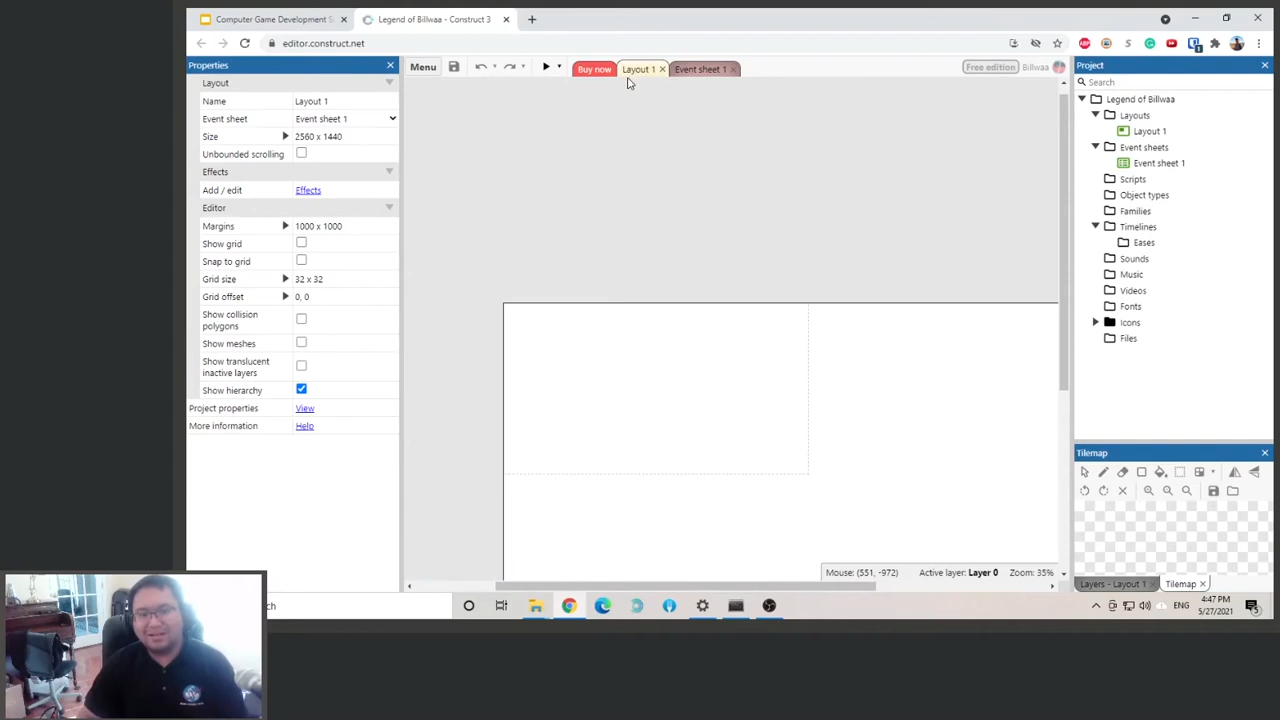 Computer Game Development S
Legend of Billwaa - Construct 3
editor.construct.net
Properties
Menu
Buy now
Layout 1
Event sheet 1
Free edition
Billwaa
Project
Layout
Name
Layout 1
Event sheet
Event sheet 1
Size
2560 x 1440
Unbounded scrolling
Effects
Add / edit
Effects
Editor
Margins
1000 x 1000
Show grid
Snap to grid
Grid size
32 x 32
Grid offset
0, 0
Show collision
polygons
Show meshes
Show translucent
inactive layers
Show hierarchy
Project properties
View
More information
Help
Search
Legend of Billwaa
Layouts
Layout 1
Event sheets
Event sheet 1
Scripts
Object types
Families
Timelines
Eases
Sounds
Music
Videos
Fonts
Icons
Files
Tilemap
Mouse: (551, -972)
Active layer: Layer 0
Zoom: 35%
Layers - Layout 1
Tilemap
ch
ENG
4:47 PM
5/27/2021